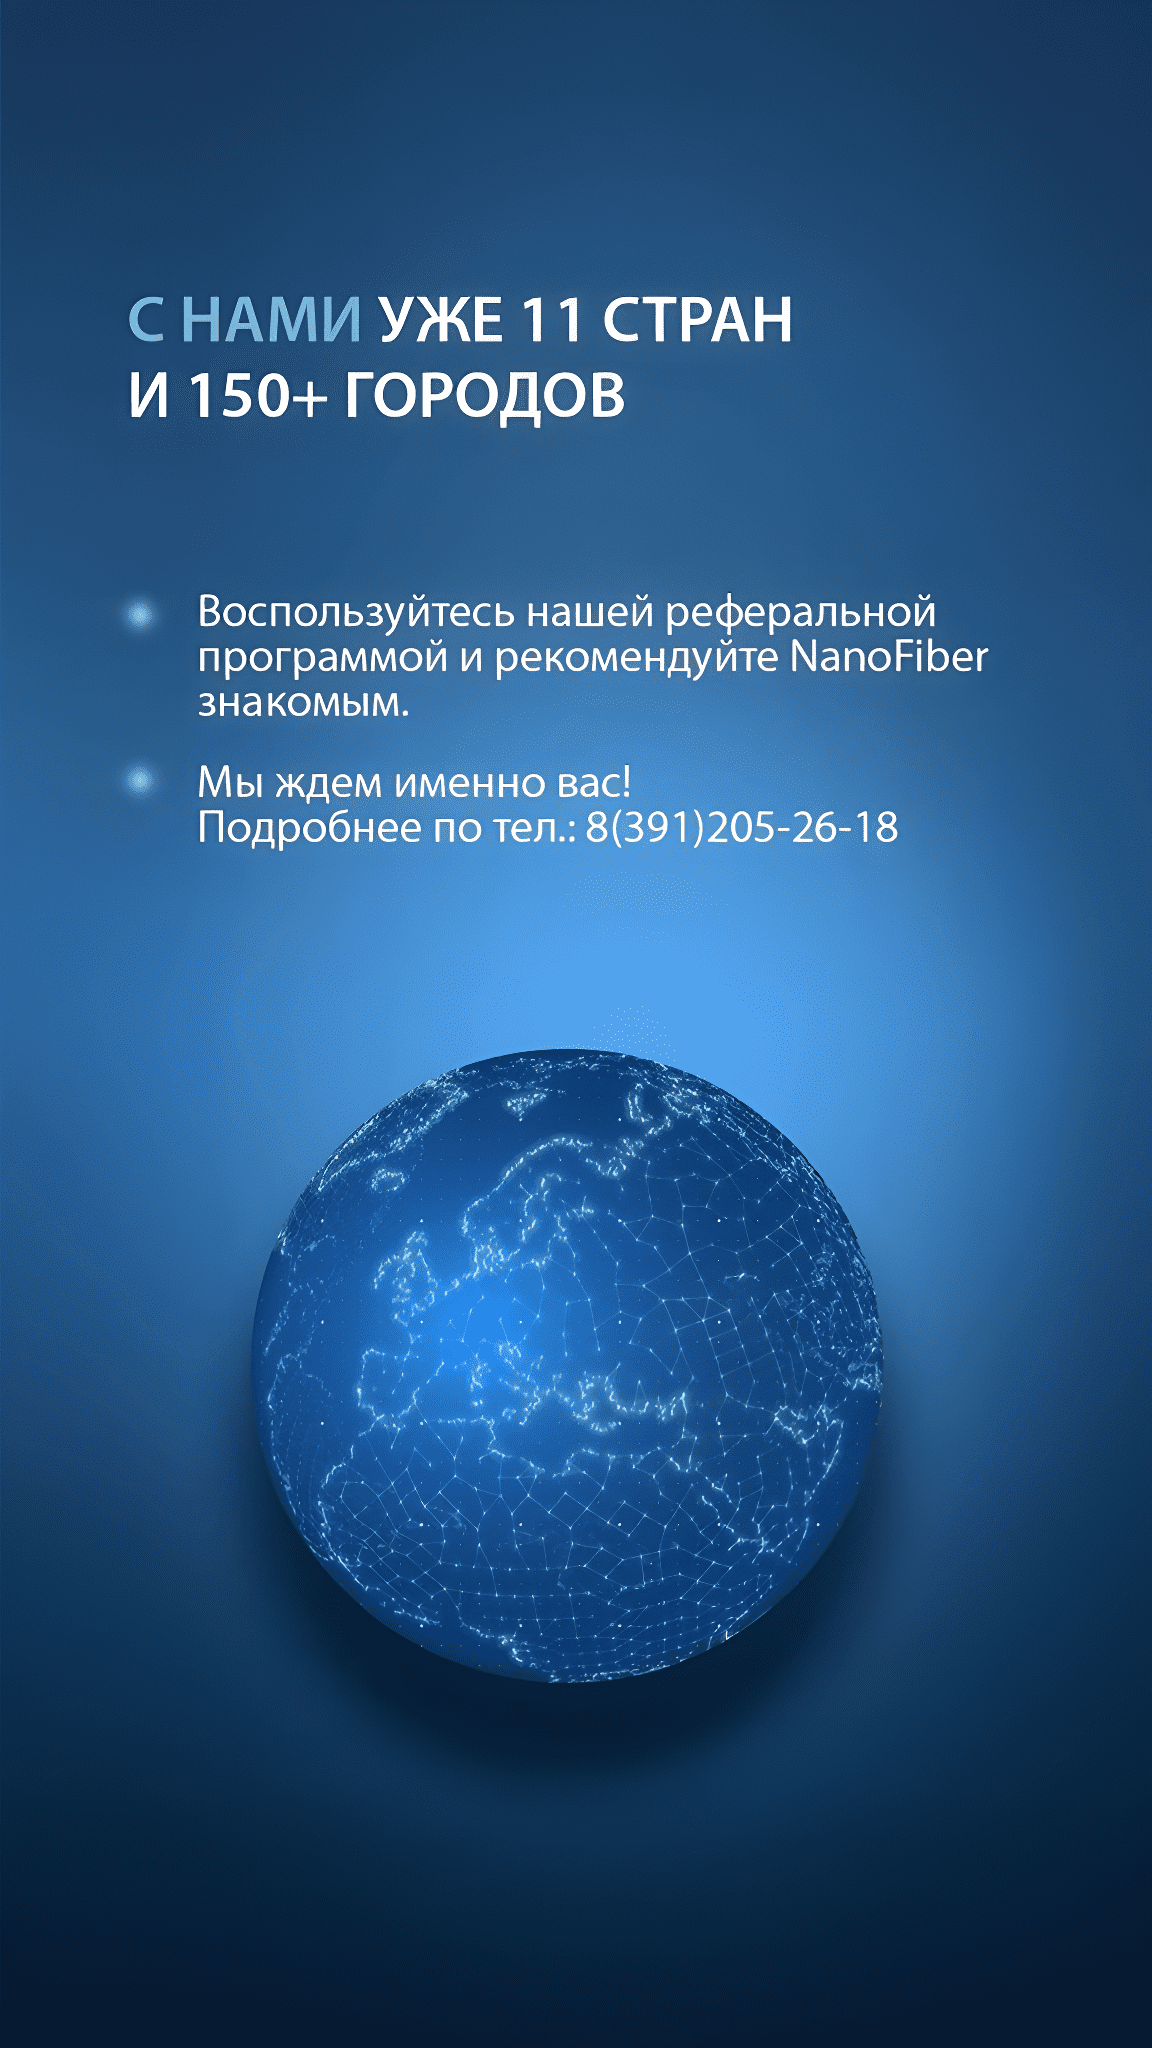 С НАМИ УЖЕ 11 СТРАН
И 150+ ГОРОДОВ
Воспользуйтесь нашей реферальной
программой и рекомендуйте NanoFiber
знакомым.
Мы ждем именно вас!
Подробнее по тел.: 8(391)205-26-18